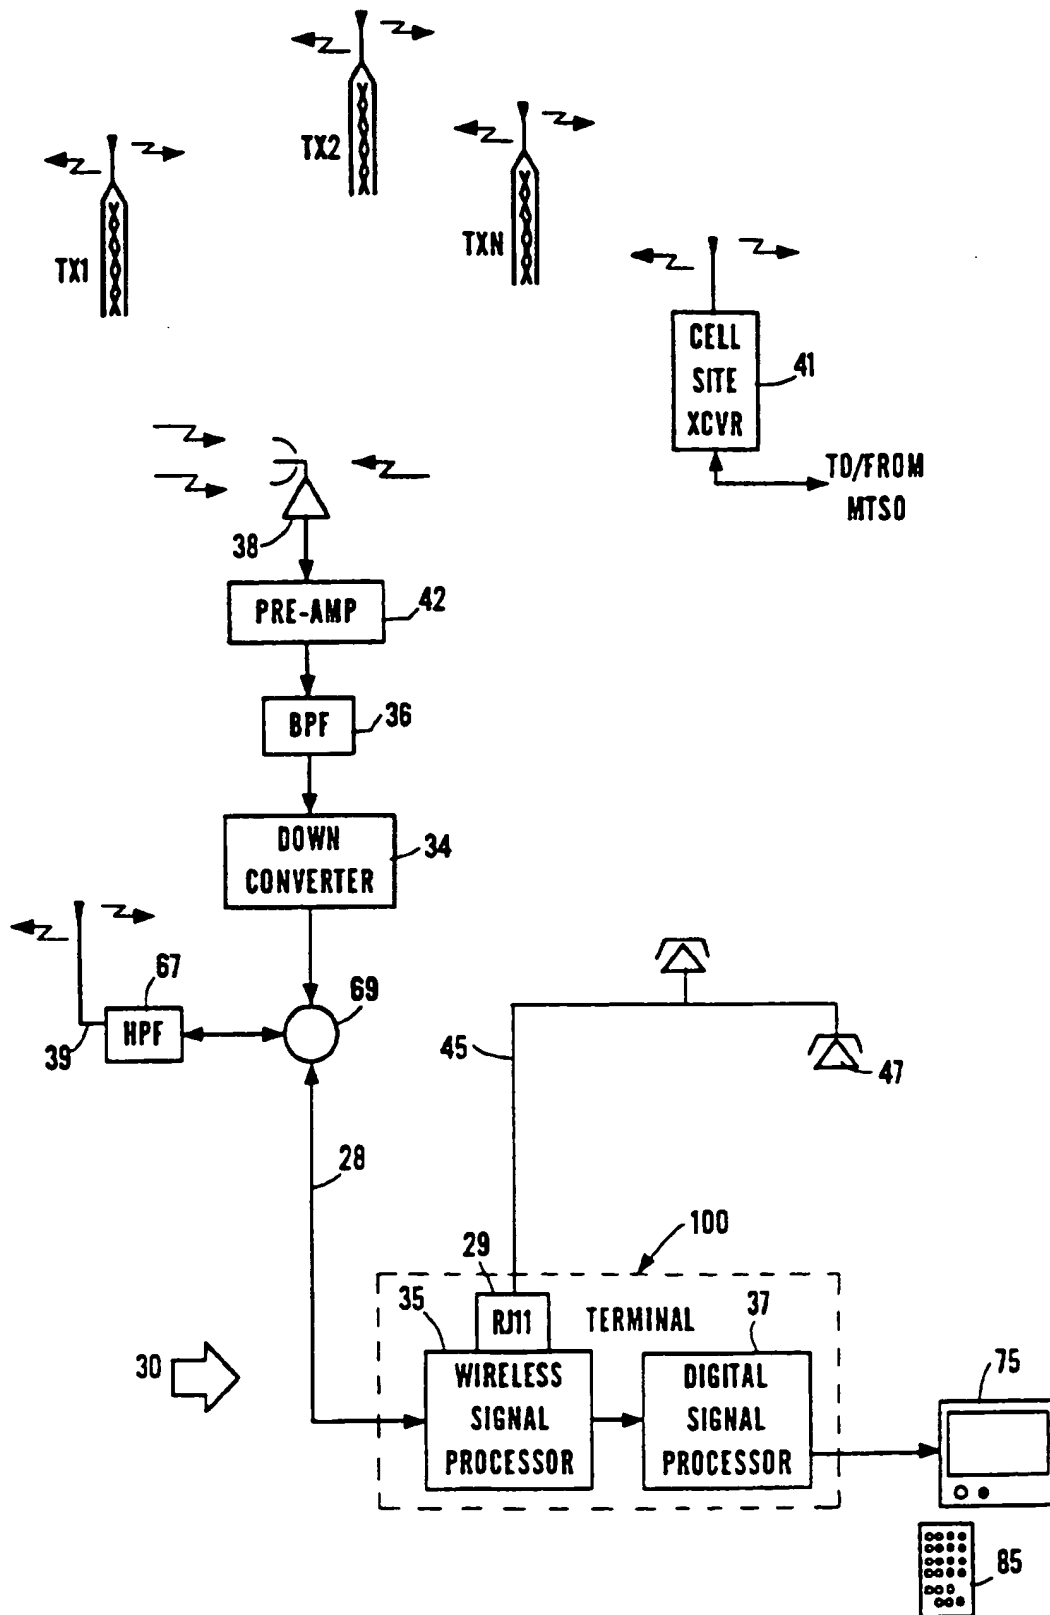 TX2
TX1
TXN
CELL
SITE
XCVR
41
TO/FROM
MTSO
38
PRE-AMP
42
BPF
36
DOWN
CONVERTER
34
67
69
HPF
39
45
47
28
100
29
35
RJ11
TERMINAL
37
30
WIRELESS
SIGNAL
PROCESSOR
DIGITAL
SIGNAL
PROCESSOR
75
85